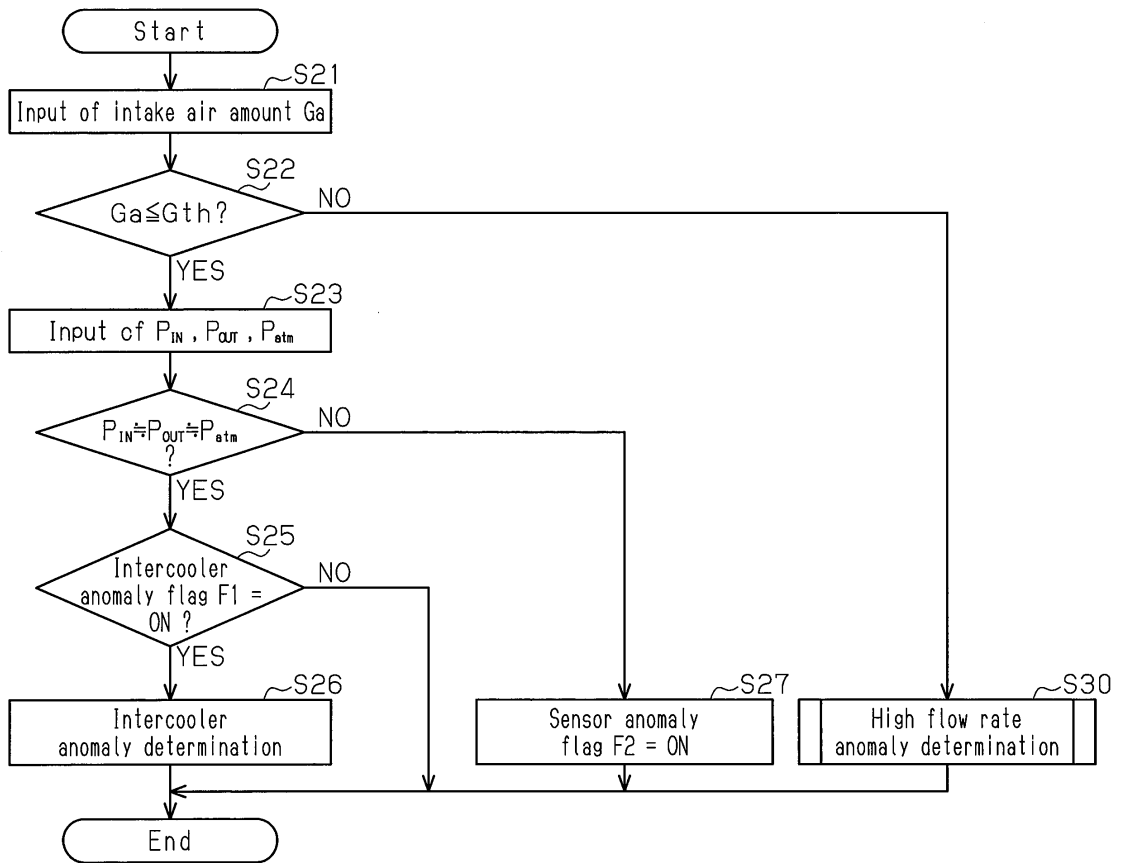 Start
S21
Input of intake air amount Ga
S22
Ga≦Gth?
NO
YES
S23
Input of PIN , POUT , Patm
S24
PIN≒POUT≒Patm
?
NO
YES
S25
Intercooler
anomaly flag F1 =
ON ?
NO
YES
S26
Intercooler
anomaly determination
S27
Sensor anomaly
flag F2 = ON
S30
High flow rate
anomaly determination
End